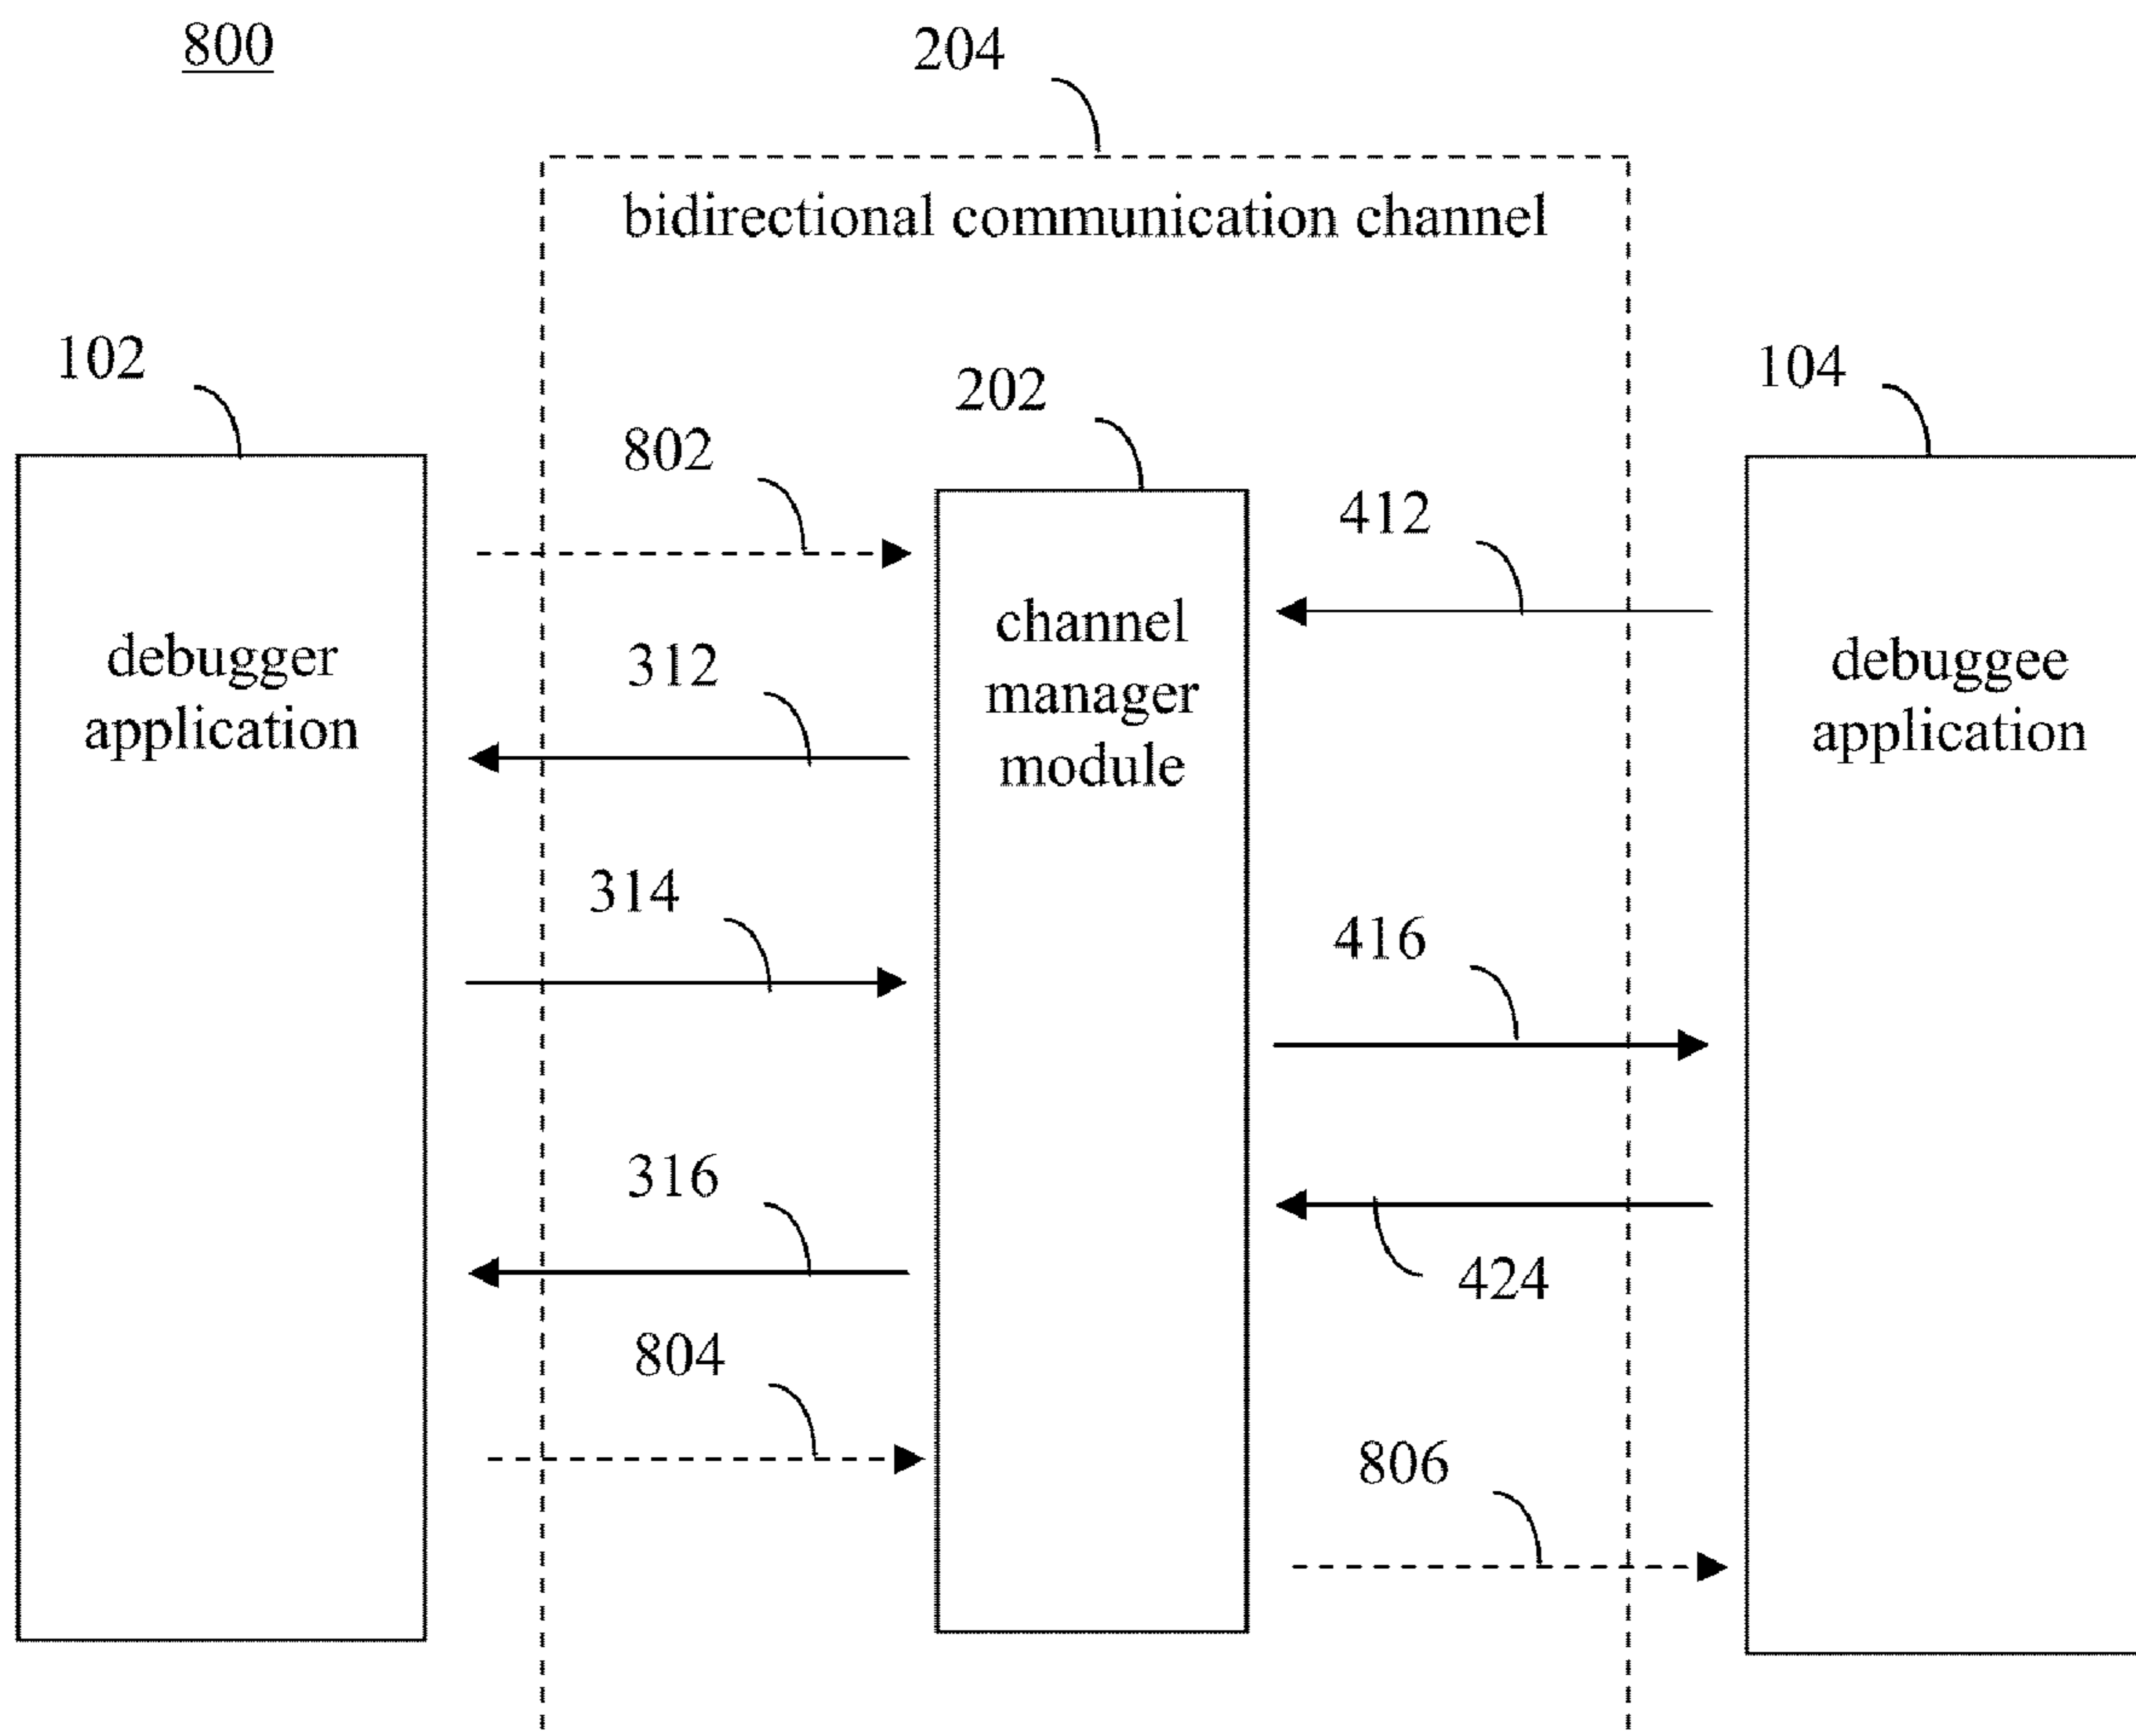 800
204
bidirectional communication channel
102
202
104
802
412
debugger
application
channel
manager
module
debuggee
application
312
314
416
316
424
804
806